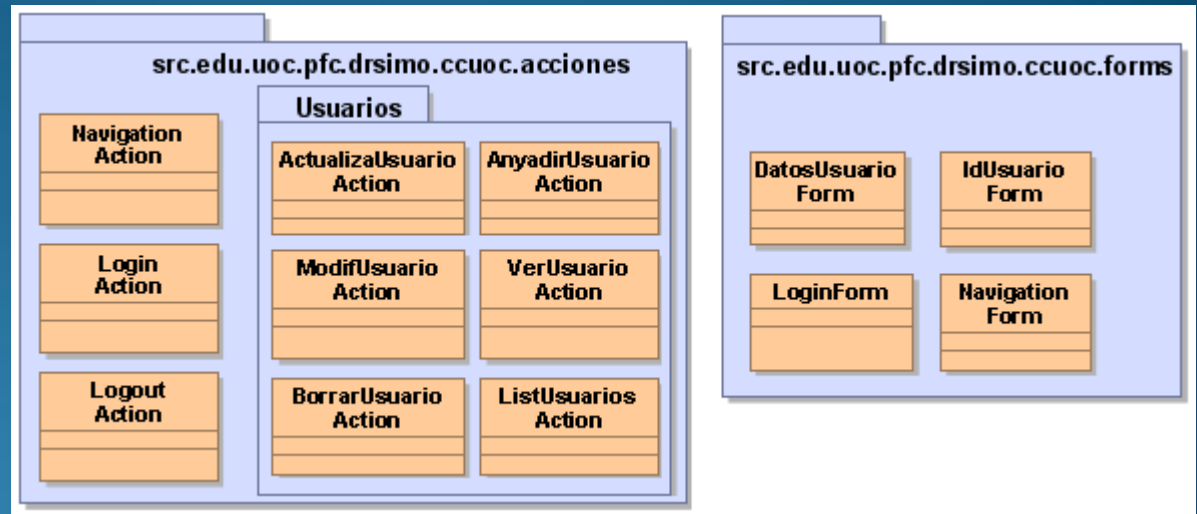 src.edu.uoc.pfc.drsimo.ccuoc.acciones
Navigation
Action
Login
Action
Logout
Action
Usuarios
ActualizaUsuario
Action
AnyadirUsuario
Action
ModifUsuario
Action
VerUsuario
Action
BorrarUsuario
Action
ListUsuarios
Action
src.edu.uoc.pfc.drsimo.ccuoc.forms
DatosUsuario
Form
IdUsuario
Form
LoginForm
Navigation
Form